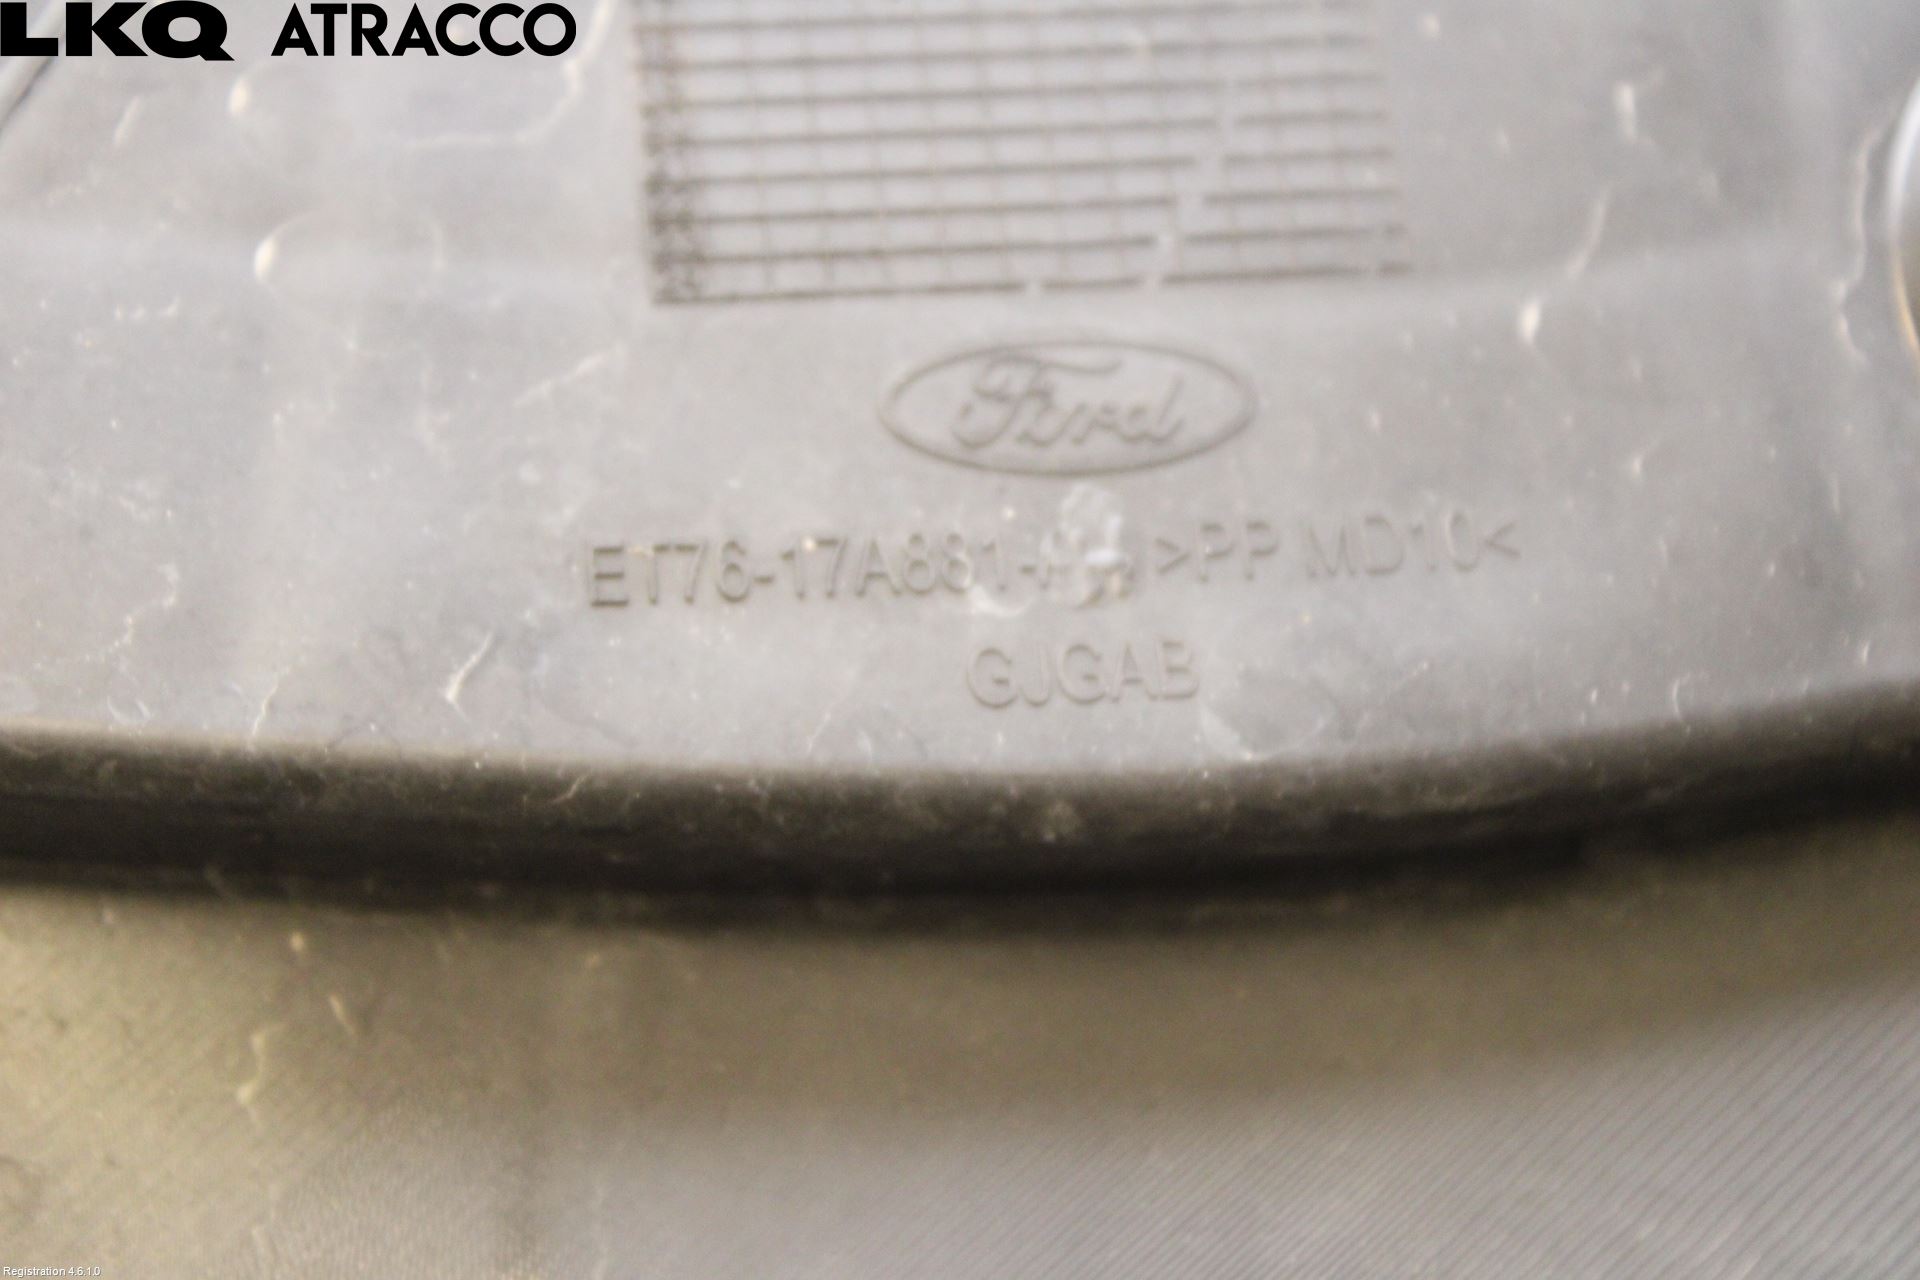 LKQ ATRACCO
Ford
ET76-17A881- >PP MD10<
GJGAB
Registration 4.6.1.0